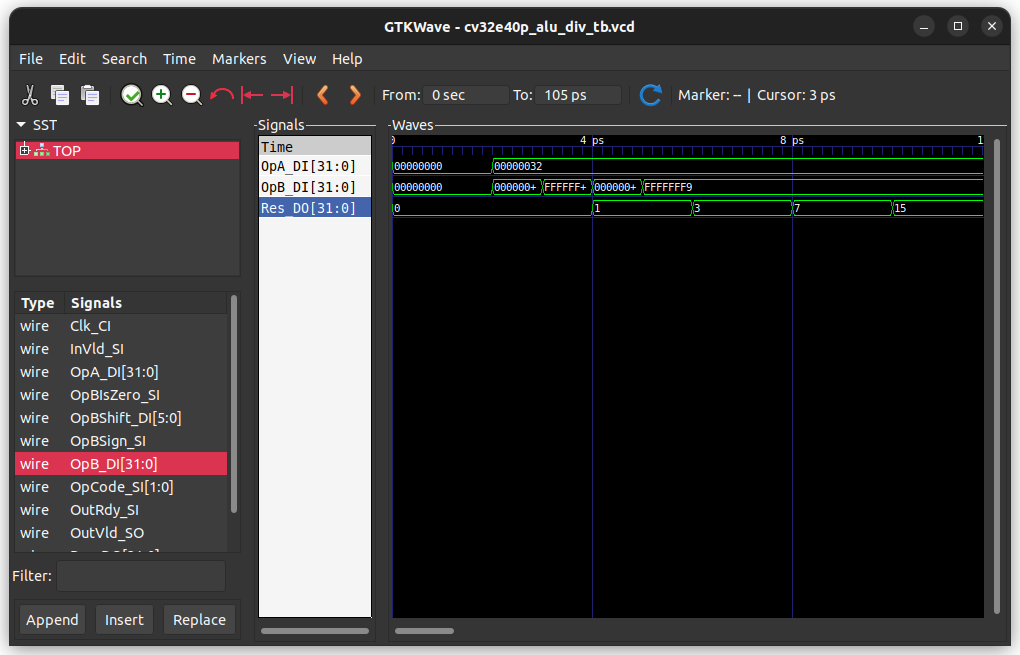 GTKWave - cv32e40p_alu_div_tb.vcd
File Edit Search Time Markers View Help
From: 0 sec To: 105 ps Marker: -- | Cursor: 3 ps
SST
TOP
Type Signals
wire Clk_CI
wire InVld_SI
wire OpA_DI[31:0]
wire OpBIsZero_SI
wire OpBShift_DI[5:0]
wire OpBSign_SI
wire OpB_DI[31:0]
wire OpCode_SI[1:0]
wire OutRdy_SI
wire OutVld_SO
Filter:
Append Insert Replace
Signals
Time
OpA_DI[31:0]
OpB_DI[31:0]
Res_DO[31:0]
Waves
0 4 ps 8 ps 1
00000000 00000032
00000000 000000+ FFFFFF+ 000000+ FFFFFFF9
0 1 3 7 15